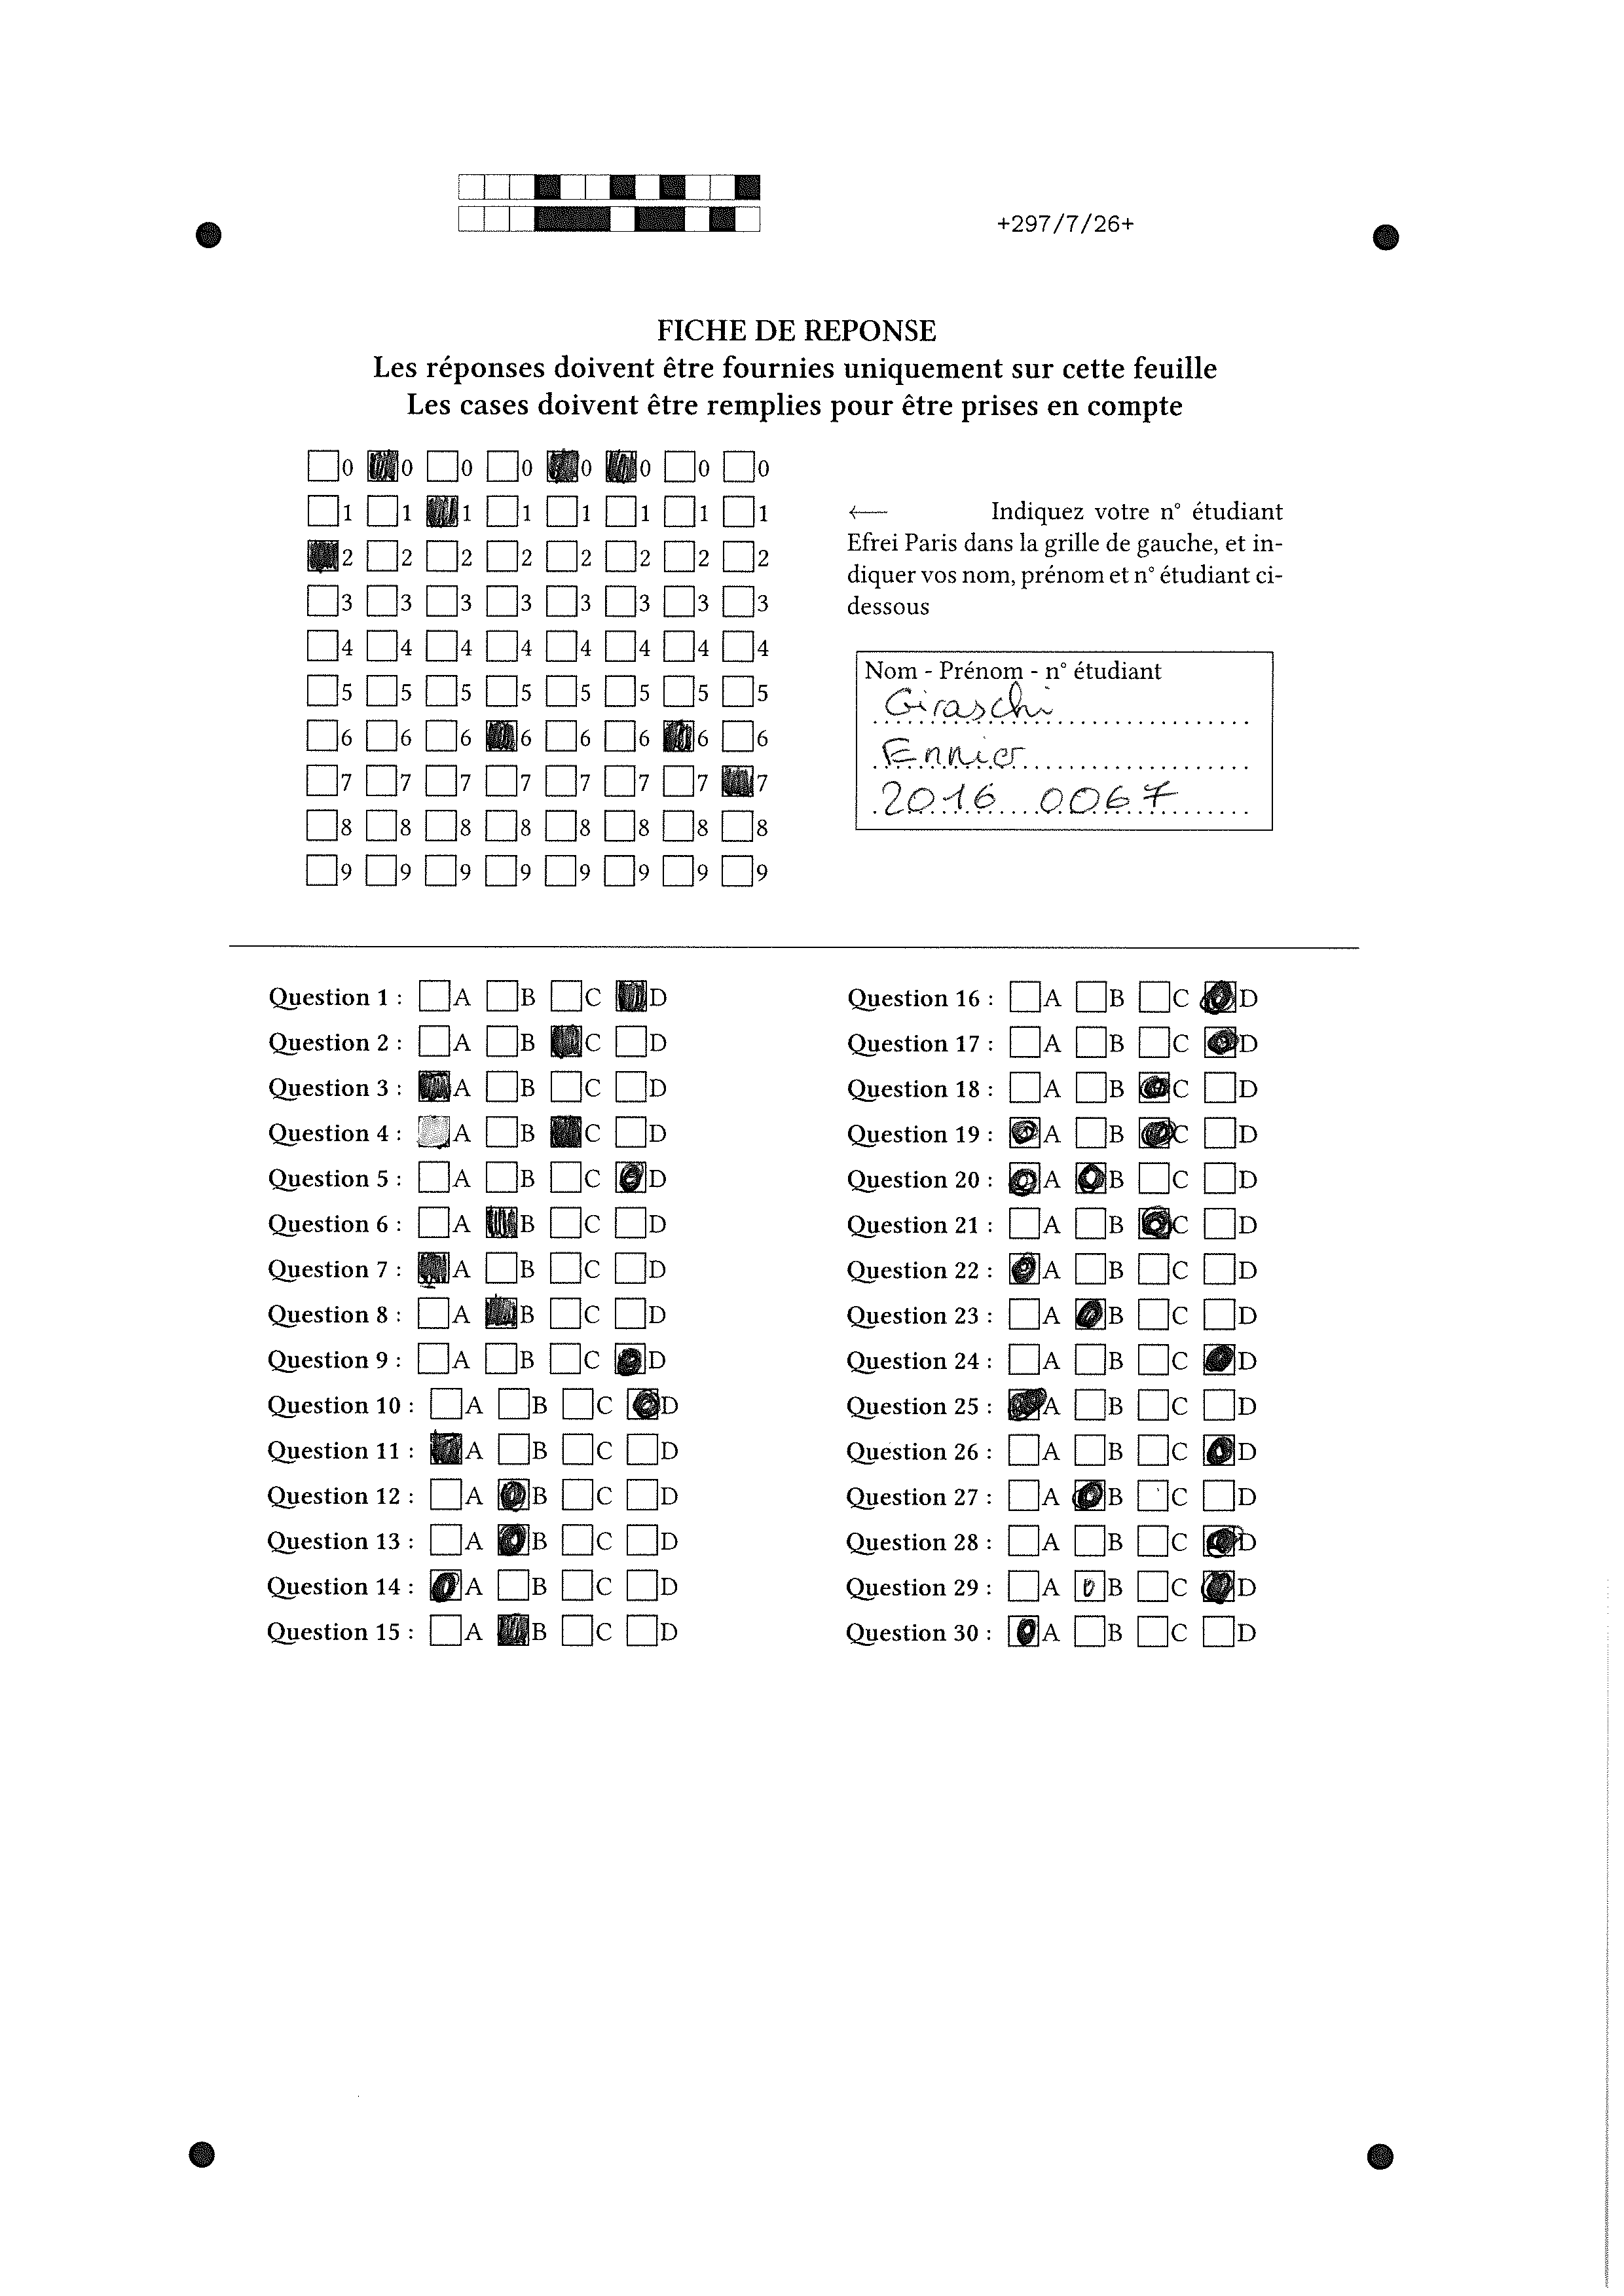 +297/7/26+
FICHE DE REPONSE
Les réponses doivent être fournies uniquement sur cette feuille
Les cases doivent être remplies pour être prises en compte
0 0 0 0 0 0 0 0
1 1 1 1 1 1 1 1
2 2 2 2 2 2 2 2
3 3 3 3 3 3 3 3
4 4 4 4 4 4 4 4
5 5 5 5 5 5 5 5
6 6 6 6 6 6 6 6
7 7 7 7 7 7 7 7
8 8 8 8 8 8 8 8
9 9 9 9 9 9 9 9
← Indiquez votre n° étudiant
Efrei Paris dans la grille de gauche, et in-
diquer vos nom, prénom et n° étudiant ci-
dessous
Nom - Prénom - n° étudiant
Giraschi
Ennio
2016 0067
Question 1 : A B C D
Question 2 : A B C D
Question 3 : A B C D
Question 4 : A B C D
Question 5 : A B C D
Question 6 : A B C D
Question 7 : A B C D
Question 8 : A B C D
Question 9 : A B C D
Question 10 : A B C D
Question 11 : A B C D
Question 12 : A B C D
Question 13 : A B C D
Question 14 : A B C D
Question 15 : A B C D
Question 16 : A B C D
Question 17 : A B C D
Question 18 : A B C D
Question 19 : A B C D
Question 20 : A B C D
Question 21 : A B C D
Question 22 : A B C D
Question 23 : A B C D
Question 24 : A B C D
Question 25 : A B C D
Question 26 : A B C D
Question 27 : A B C D
Question 28 : A B C D
Question 29 : A B C D
Question 30 : A B C D